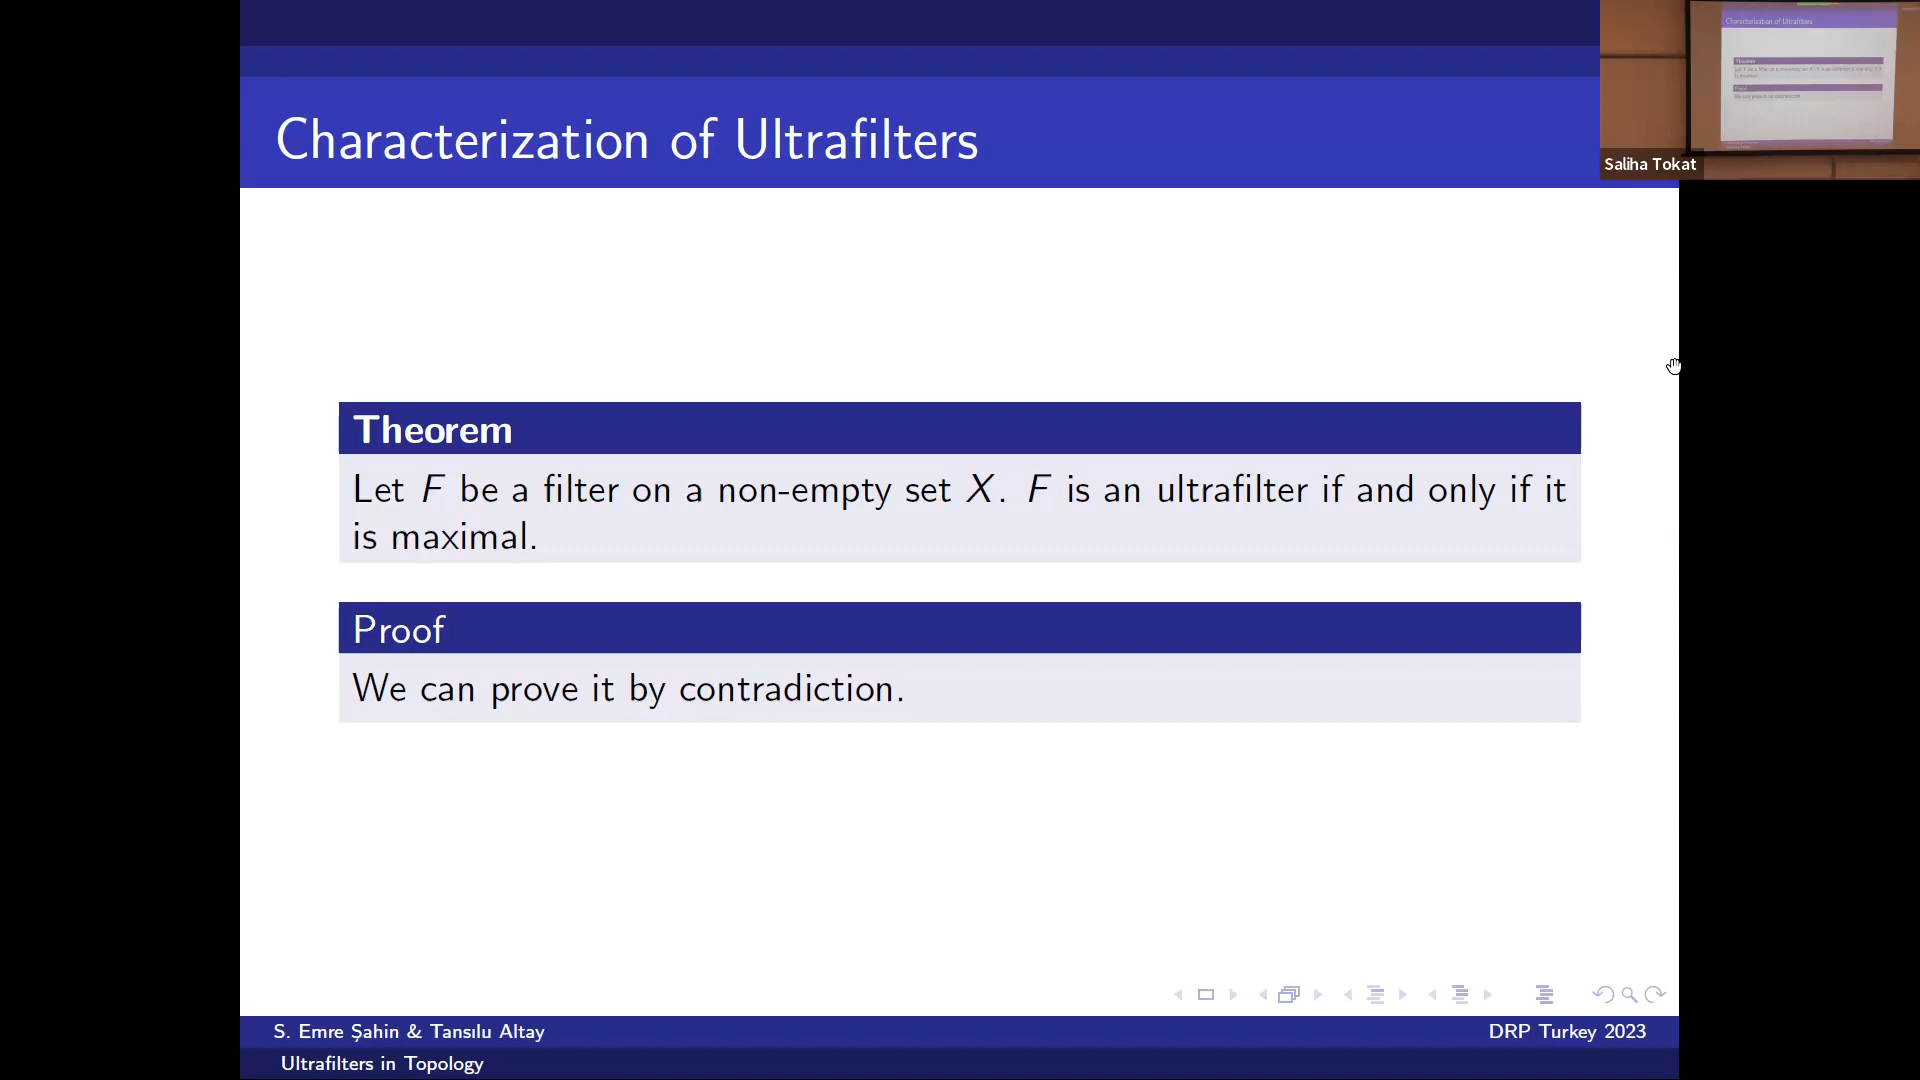 Characterization of Ultrafilters
Saliha Tokat
Theorem
Let F be a filter on a non-empty set X. F is an ultrafilter if and only if it
is maximal.
Proof
We can prove it by contradiction.
S. Emre Şahin & Tansılu Altay
DRP Turkey 2023
Ultrafilters in Topology